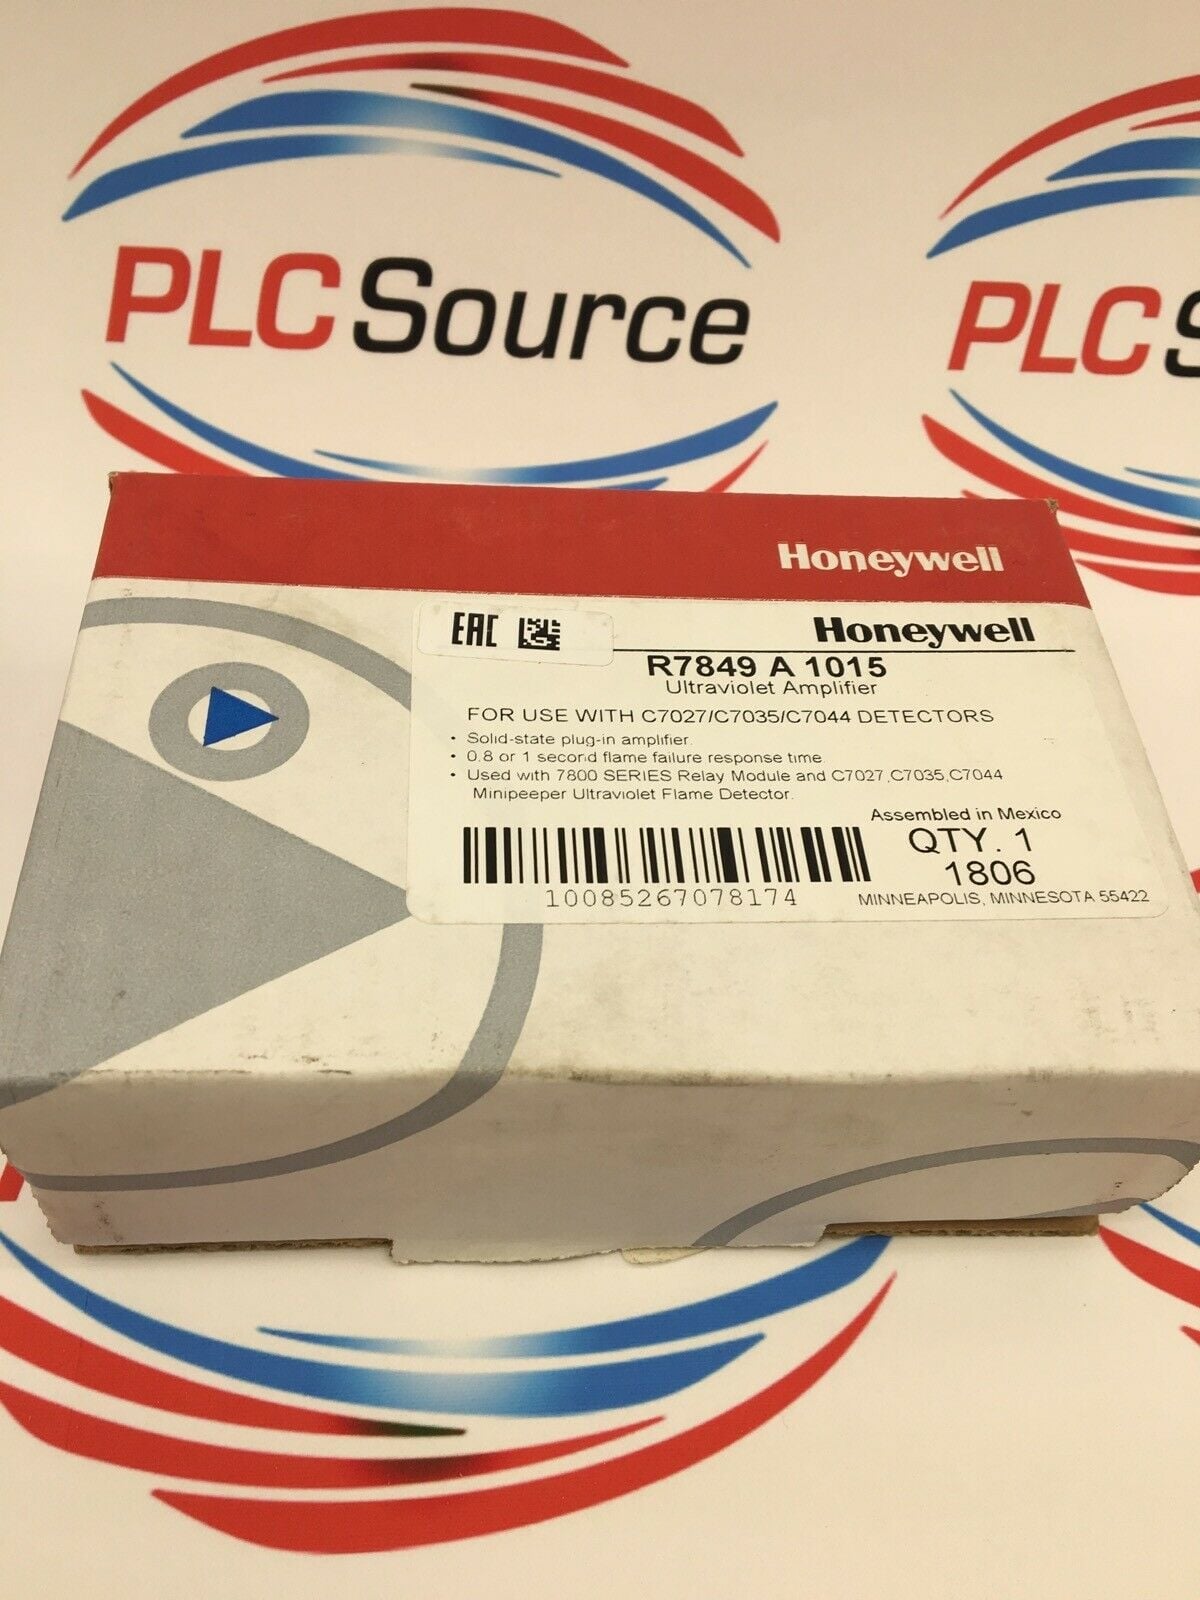 PLC Source
PLC S
Honeywell
EAC
Honeywell
R7849 A 1015
Ultraviolet Amplifier
FOR USE WITH C7027/C7035/C7044 DETECTORS
• Solid-state plug-in amplifier.
• 0.8 or 1 second flame failure response time.
• Used with 7800 SERIES Relay Module and C7027,C7035,C7044
Minipeeper Ultraviolet Flame Detector.
Assembled in Mexico
QTY. 1
1806
10085267078174
MINNEAPOLIS, MINNESOTA 55422